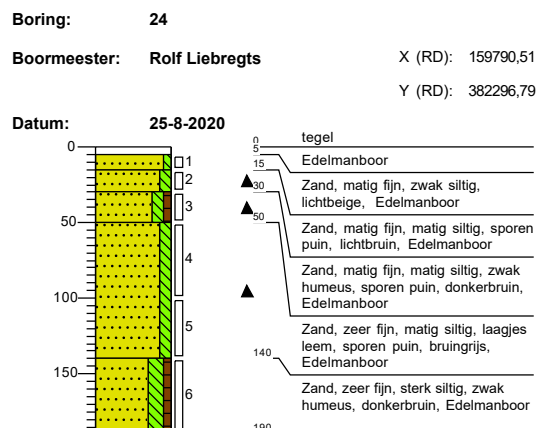 Boring: 24
Boormeester: Rolf Liebregts
X (RD): 159790,51
Y (RD): 382296,79
Datum: 25-8-2020
0
50
100
150
1
2
3
4
5
6
0
5
15
30
50
140
190
tegel
Edelmanboor
Zand, matig fijn, zwak siltig,
lichtbeige, Edelmanboor
Zand, matig fijn, matig siltig, sporen
puin, lichtbruin, Edelmanboor
Zand, matig fijn, matig siltig, zwak
humeus, sporen puin, donkerbruin,
Edelmanboor
Zand, zeer fijn, matig siltig, laagjes
leem, sporen puin, bruingrijs,
Edelmanboor
Zand, zeer fijn, sterk siltig, zwak
humeus, donkerbruin, Edelmanboor